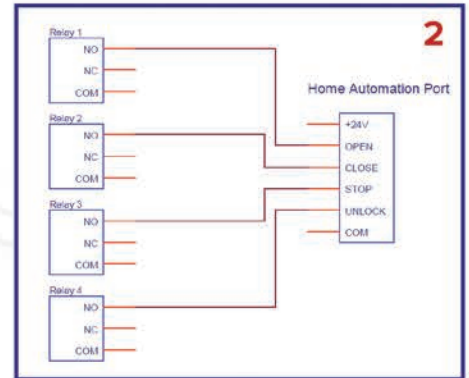 2
Relay 1
NO
NC
COM
Relay 2
NO
NC
COM
Relay 3
NO
NC
COM
Relay 4
NO
NC
COM
Home Automation Port
+24V
OPEN
CLOSE
STOP
UNLOCK
COM